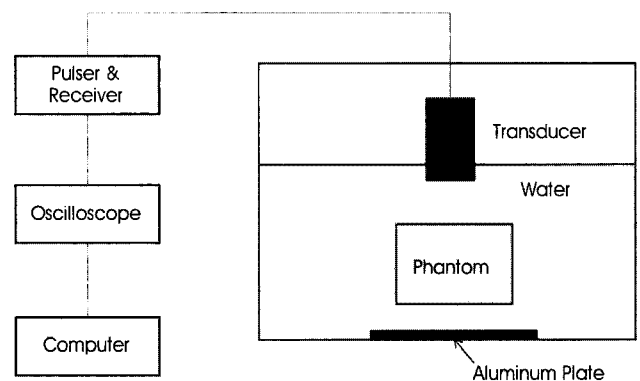 Pulser &
Receiver
Oscilloscope
Computer
Transducer
Water
Phantom
Aluminum Plate